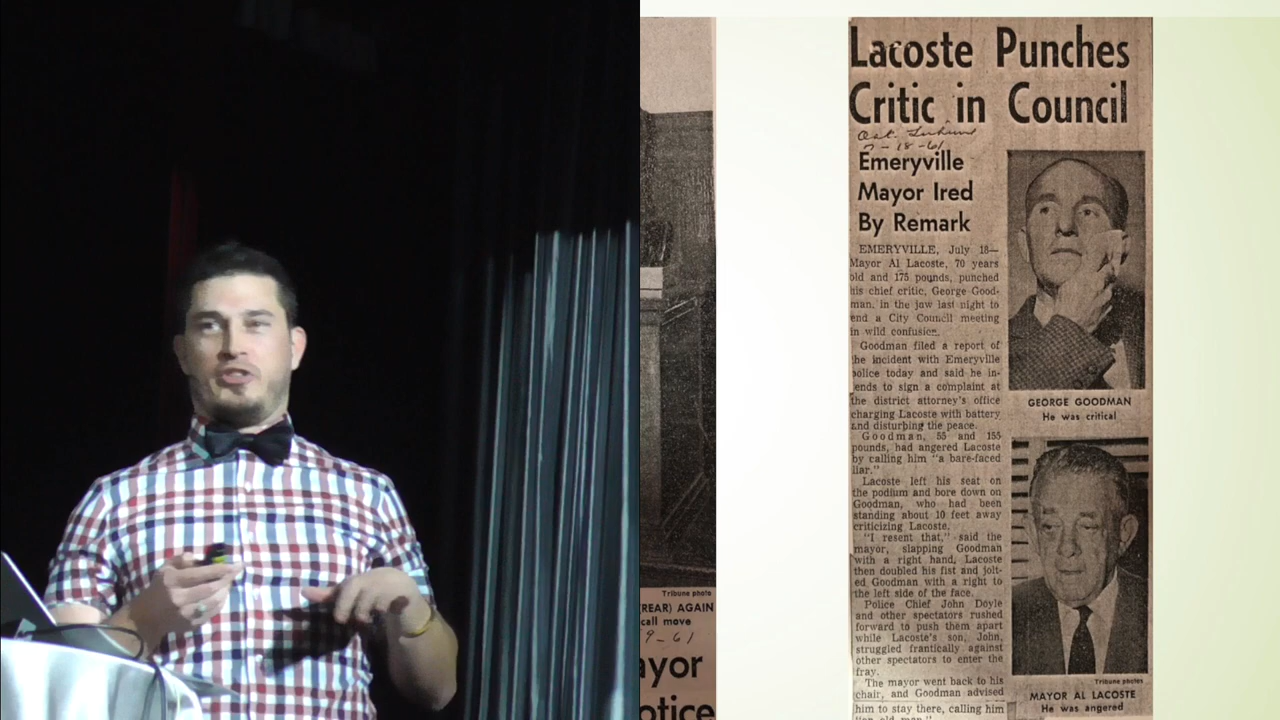 Lacoste Punches
Critic in Council
7-18-61
Emeryville
Mayor Ired
By Remark
EMERYVILLE, July 18—
Mayor Al Lacoste, 70 years
old and 175 pounds, punched
his chief critic, George Good-
man, in the jaw last night to
end a City Council meeting
in wild confusion.
Goodman filed a report of
the incident with Emeryville
police today and said he in-
ends to sign a complaint at
the district attorney's office
charging Lacoste with battery
and disturbing the peace.
Goodman, 55 and 155
pounds, had angered Lacoste
by calling him "a bare-faced
liar."
Lacoste left his seat on
the podium and bore down on
Goodman, who had been
standing about 10 feet away
criticizing Lacoste.
"I resent that," said the
mayor, slapping Goodman
with a right hand, Lacoste
then doubled his fist and jolt-
ed Goodman with a right to
the left side of the face.
Police Chief John Doyle
and other spectators rushed
forward to push them apart
while Lacoste's son, John,
struggled frantically against
other spectators to enter the
fray.
The mayor went back to his
chair, and Goodman advised
him to stay there, calling him
GEORGE GOODMAN
He was critical
Tribune photos
MAYOR AL LACOSTE
He was angered
Tribune photo
(REAR) AGAIN
call move
9-61
ayor
otice